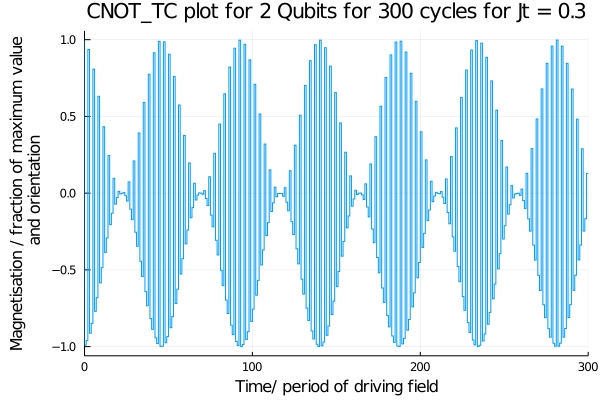 CNOT_TC plot for 2 Qubits for 300 cycles for Jt = 0.3
Magnetisation / fraction of maximum value
and orientation
1.0
0.5
0.0
−0.5
−1.0
0
100
200
300
Time/ period of driving field